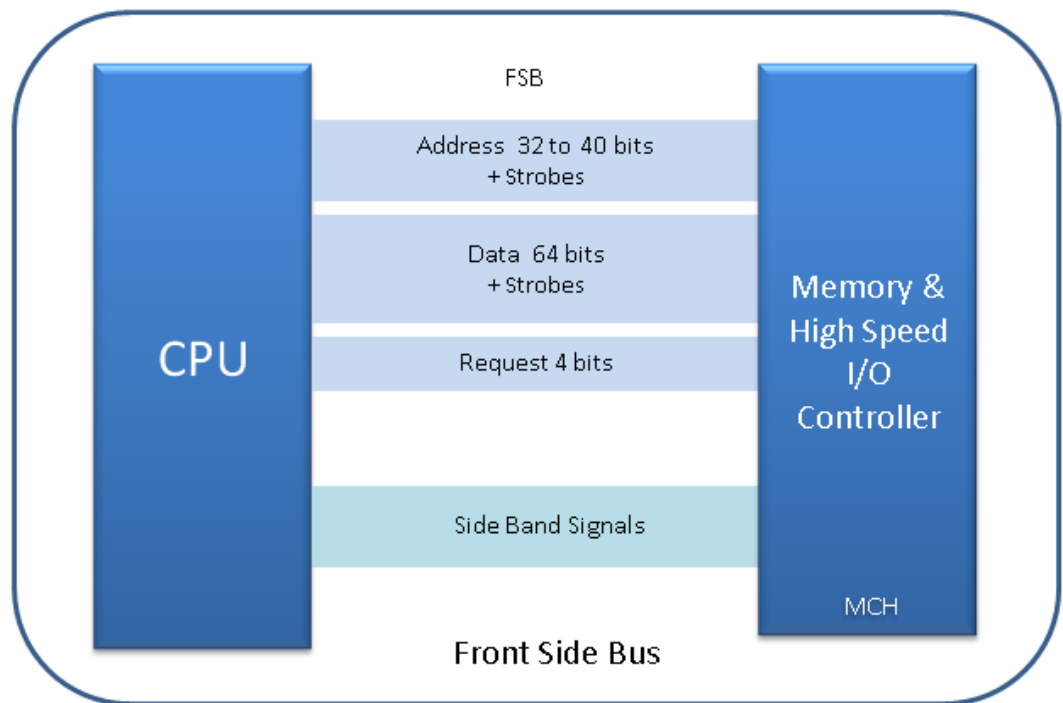 FSB
Address 32 to 40 bits
+ Strobes
Data 64 bits
+ Strobes
CPU
Request 4 bits
Memory &
High Speed
I/O
Controller
Side Band Signals
MCH
Front Side Bus